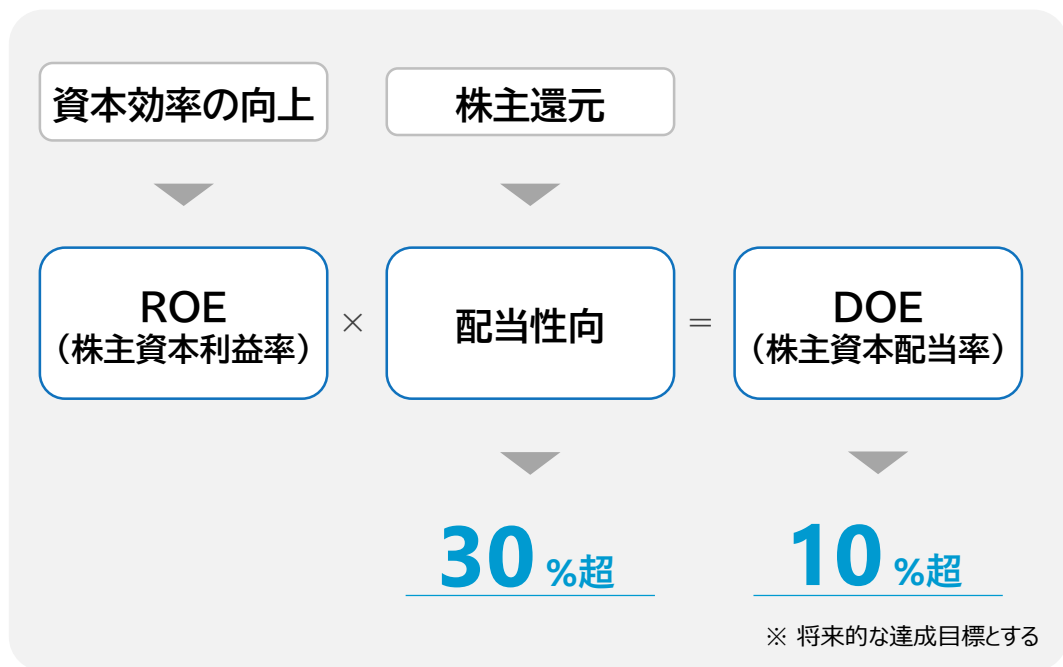 資本効率の向上
株主還元
ROE
（株主資本利益率）
×
配当性向
＝
DOE
（株主資本配当率）
30%超
10%超
※ 将来的な達成目標とする